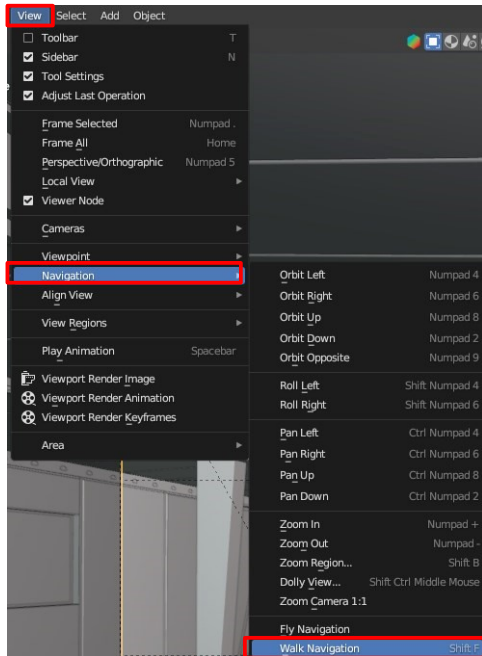 View Select Add Object
Toolbar T
Sidebar N
Tool Settings
Adjust Last Operation
Frame Selected Numpad .
Frame All Home
Perspective/Orthographic Numpad 5
Local View
Viewer Node
Cameras
Viewpoint
Navigation
Align View
View Regions
Play Animation Spacebar
Viewport Render Image
Viewport Render Animation
Viewport Render Keyframes
Area
Orbit Left Numpad 4
Orbit Right Numpad 6
Orbit Up Numpad 8
Orbit Down Numpad 2
Orbit Opposite Numpad 9
Roll Left Shift Numpad 4
Roll Right Shift Numpad 6
Pan Left Ctrl Numpad 4
Pan Right Ctrl Numpad 6
Pan Up Ctrl Numpad 8
Pan Down Ctrl Numpad 2
Zoom In Numpad +
Zoom Out Numpad -
Zoom Region... Shift B
Dolly View... Shift Ctrl Middle Mouse
Zoom Camera 1:1
Fly Navigation
Walk Navigation Shift F